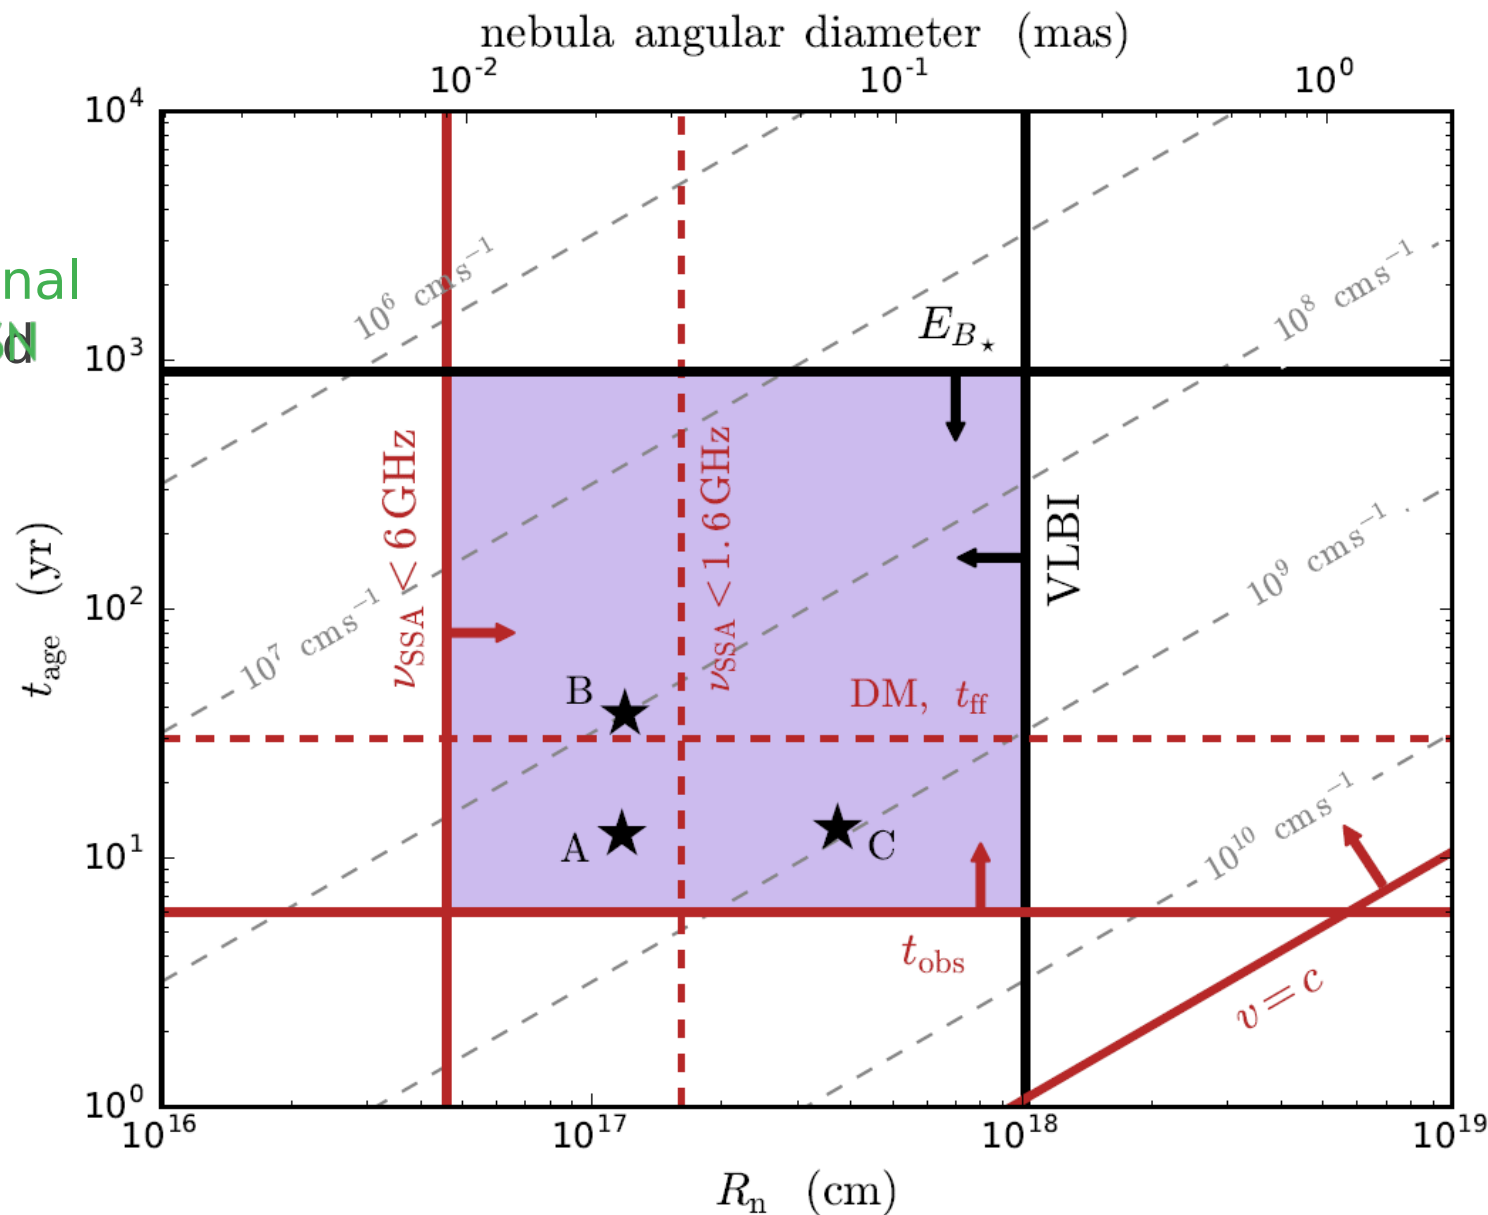 nebula angular diameter (mas)
10^-2 10^-1 10^0
10^4
10^3
10^2
10^1
10^0
t_age (yr)
nal
d
10^6 cm s^-1
10^7 cm s^-1
10^8 cm s^-1
10^9 cm s^-1
10^10 cm s^-1
E_B⋆
ν_SSA < 6 GHz
ν_SSA < 1.6 GHz
VLBI
DM, t_ff
B
A
C
t_obs
v = c
10^16 10^17 10^18 10^19
R_n (cm)